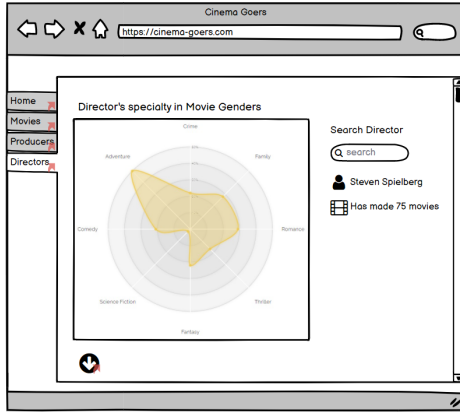 Cinema Goers
https://cinema-goers.com
Home
Movies
Producers
Directors
Director's specialty in Movie Genders
Crime
Adventure
Family
Comedy
Romance
Science Fiction
Thriller
Fantasy
Search Director
search
Steven Spielberg
Has made 75 movies